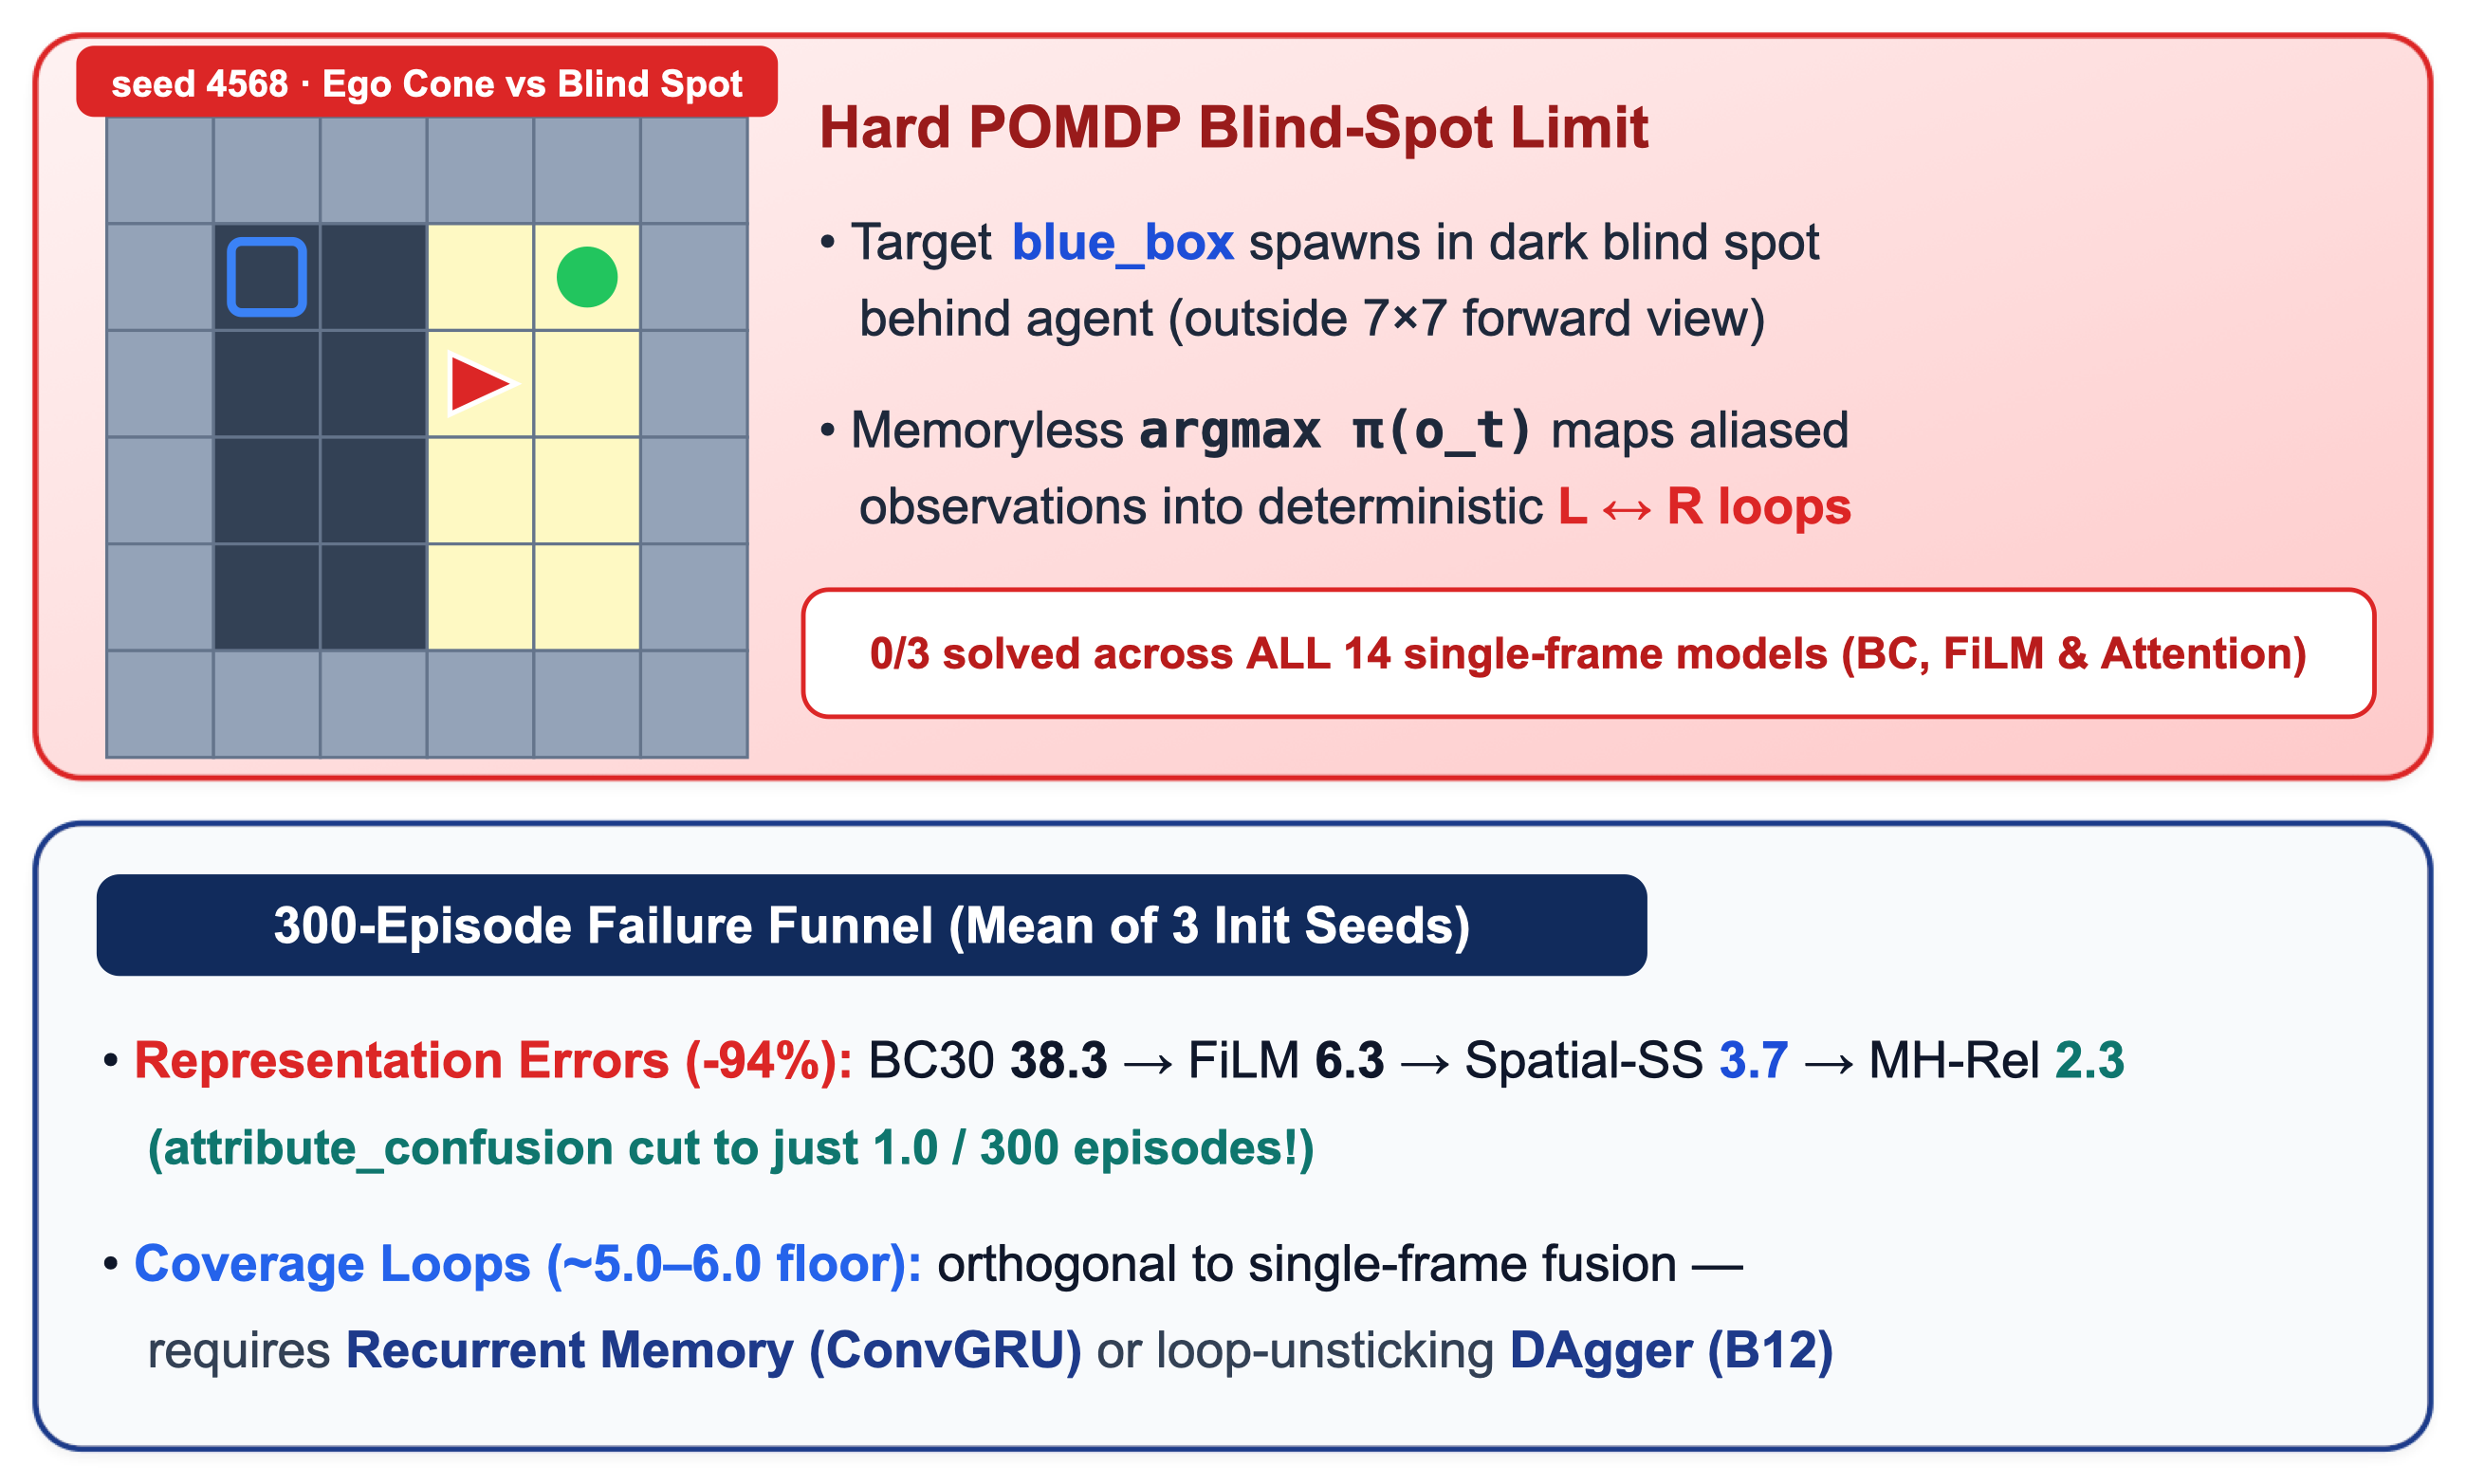 seed 4568 · Ego Cone vs Blind Spot
Hard POMDP Blind-Spot Limit
• Target blue_box spawns in dark blind spot
behind agent (outside 7×7 forward view)
• Memoryless argmax π(o_t) maps aliased
observations into deterministic L ↔ R loops
0/3 solved across ALL 14 single-frame models (BC, FiLM & Attention)
300-Episode Failure Funnel (Mean of 3 Init Seeds)
• Representation Errors (-94%): BC30 38.3 → FiLM 6.3 → Spatial-SS 3.7 → MH-Rel 2.3
(attribute_confusion cut to just 1.0 / 300 episodes!)
• Coverage Loops (~5.0–6.0 floor): orthogonal to single-frame fusion —
requires Recurrent Memory (ConvGRU) or loop-unsticking DAgger (B12)